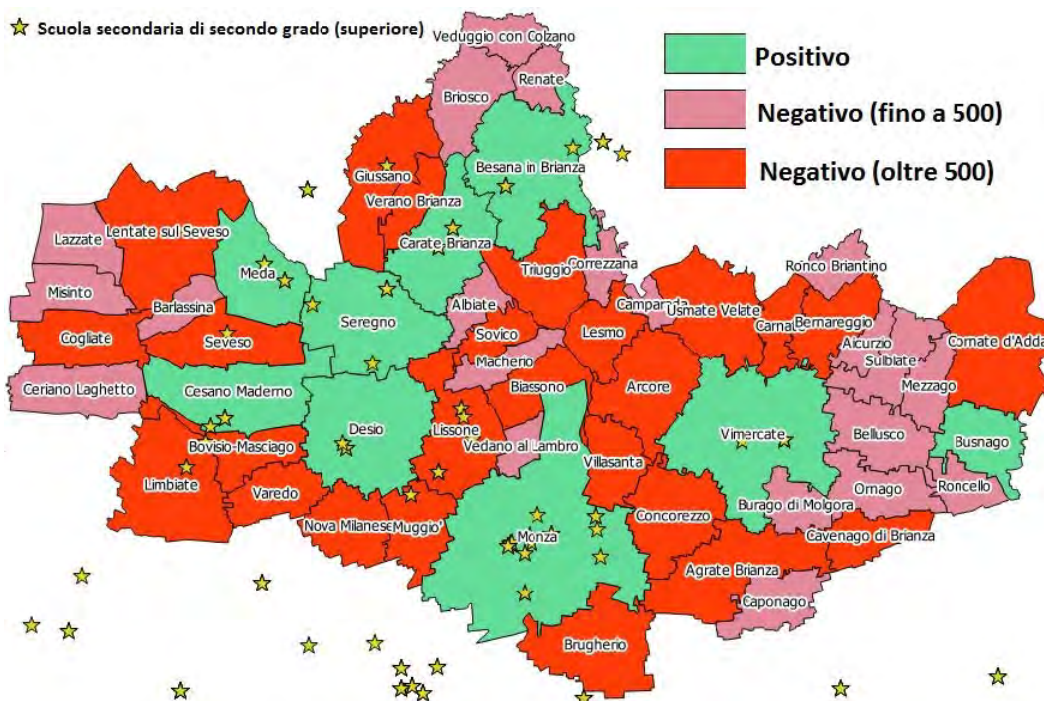 Scuola secondaria di secondo grado (superiore)
Positivo
Negativo (fino a 500)
Negativo (oltre 500)
Veduggio con Colzano
Renate
Briosco
Besana in Brianza
Giussano
Verano Brianza
Carate Brianza
Lazzate
Lentate sul Seveso
Meda
Misinto
Barlassina
Triuggio
Correzzana
Ronco Briantino
Albiate
Camparada
Usmate Velate
Carnate
Bernareggio
Seregno
Sovico
Lesmo
Cogliate
Seveso
Aicurzio
Cornate d'Adda
Macherio
Sulbiate
Ceriano Laghetto
Cesano Maderno
Biassono
Arcore
Mezzago
Desio
Lissone
Vimercate
Bellusco
Busnago
Bovisio-Masciago
Vedano al Lambro
Villasanta
Limbiate
Varedo
Ornago
Roncello
Burago di Molgora
Nova Milanese
Muggio'
Monza
Concorezzo
Cavenago di Brianza
Agrate Brianza
Caponago
Brugherio